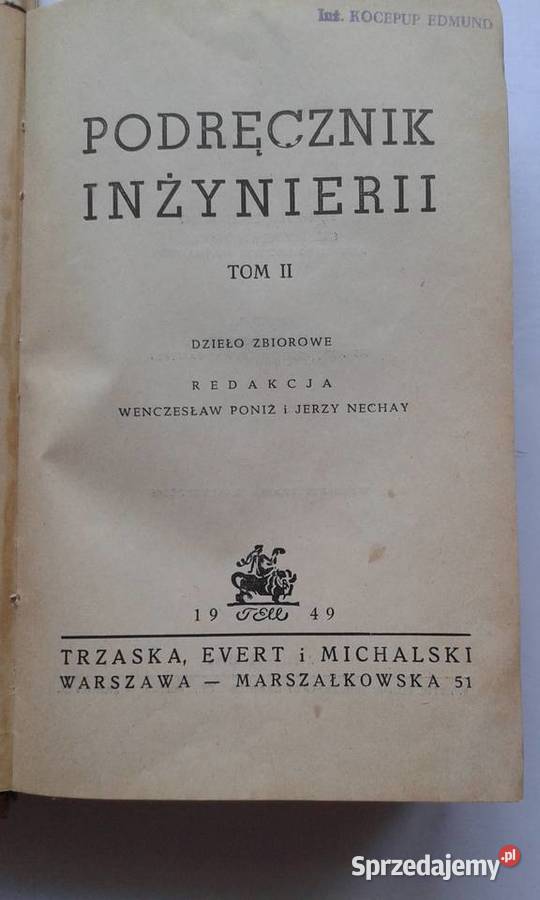 Inż. KOCEPUP EDMUND
PODRĘCZNIK
INŻYNIERII
TOM II
DZIEŁO ZBIOROWE
REDAKCJA
WENCZESŁAW PONIŻ i JERZY NECHAY
19 TEM 49
TRZASKA, EVERT i MICHALSKI
WARSZAWA — MARSZAŁKOWSKA 51
Sprzedajemy.pl